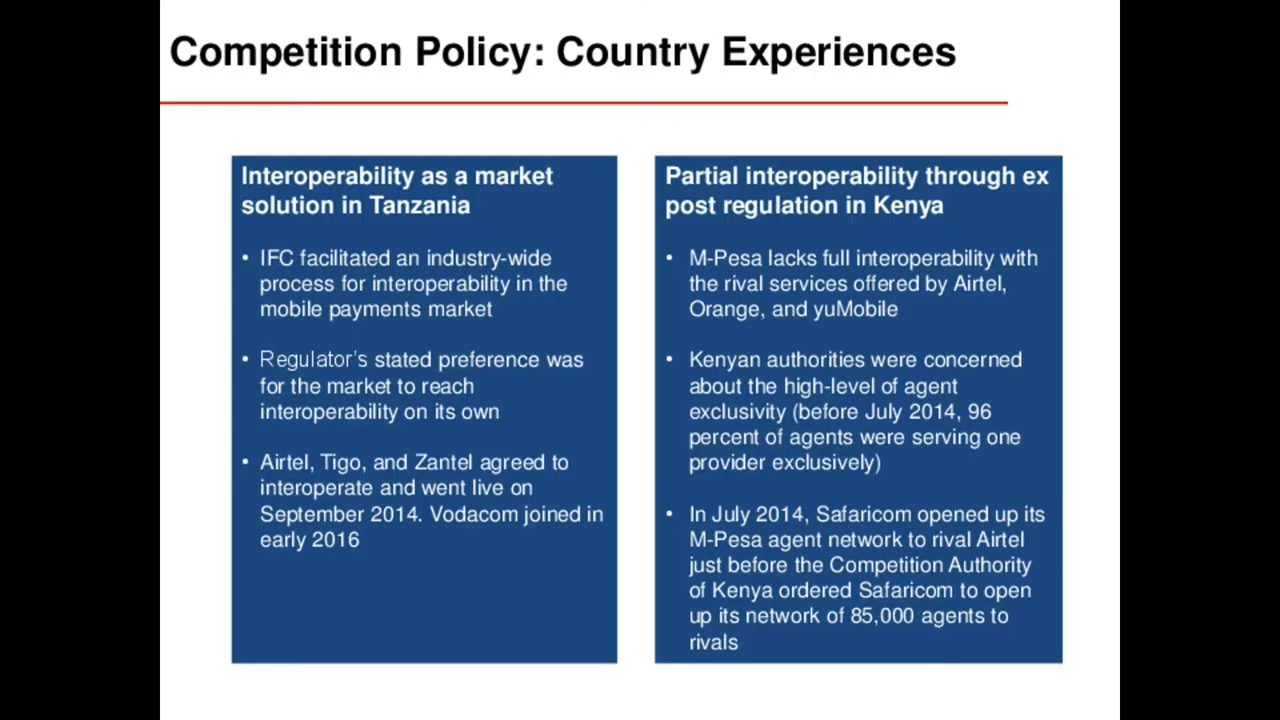 Competition Policy: Country Experiences
Interoperability as a market
solution in Tanzania
• IFC facilitated an industry-wide
process for interoperability in the
mobile payments market
• Regulator's stated preference was
for the market to reach
interoperability on its own
• Airtel, Tigo, and Zantel agreed to
interoperate and went live on
September 2014. Vodacom joined in
early 2016
Partial interoperability through ex
post regulation in Kenya
• M-Pesa lacks full interoperability with
the rival services offered by Airtel,
Orange, and yuMobile
• Kenyan authorities were concerned
about the high-level of agent
exclusivity (before July 2014, 96
percent of agents were serving one
provider exclusively)
• In July 2014, Safaricom opened up its
M-Pesa agent network to rival Airtel
just before the Competition Authority
of Kenya ordered Safaricom to open
up its network of 85,000 agents to
rivals